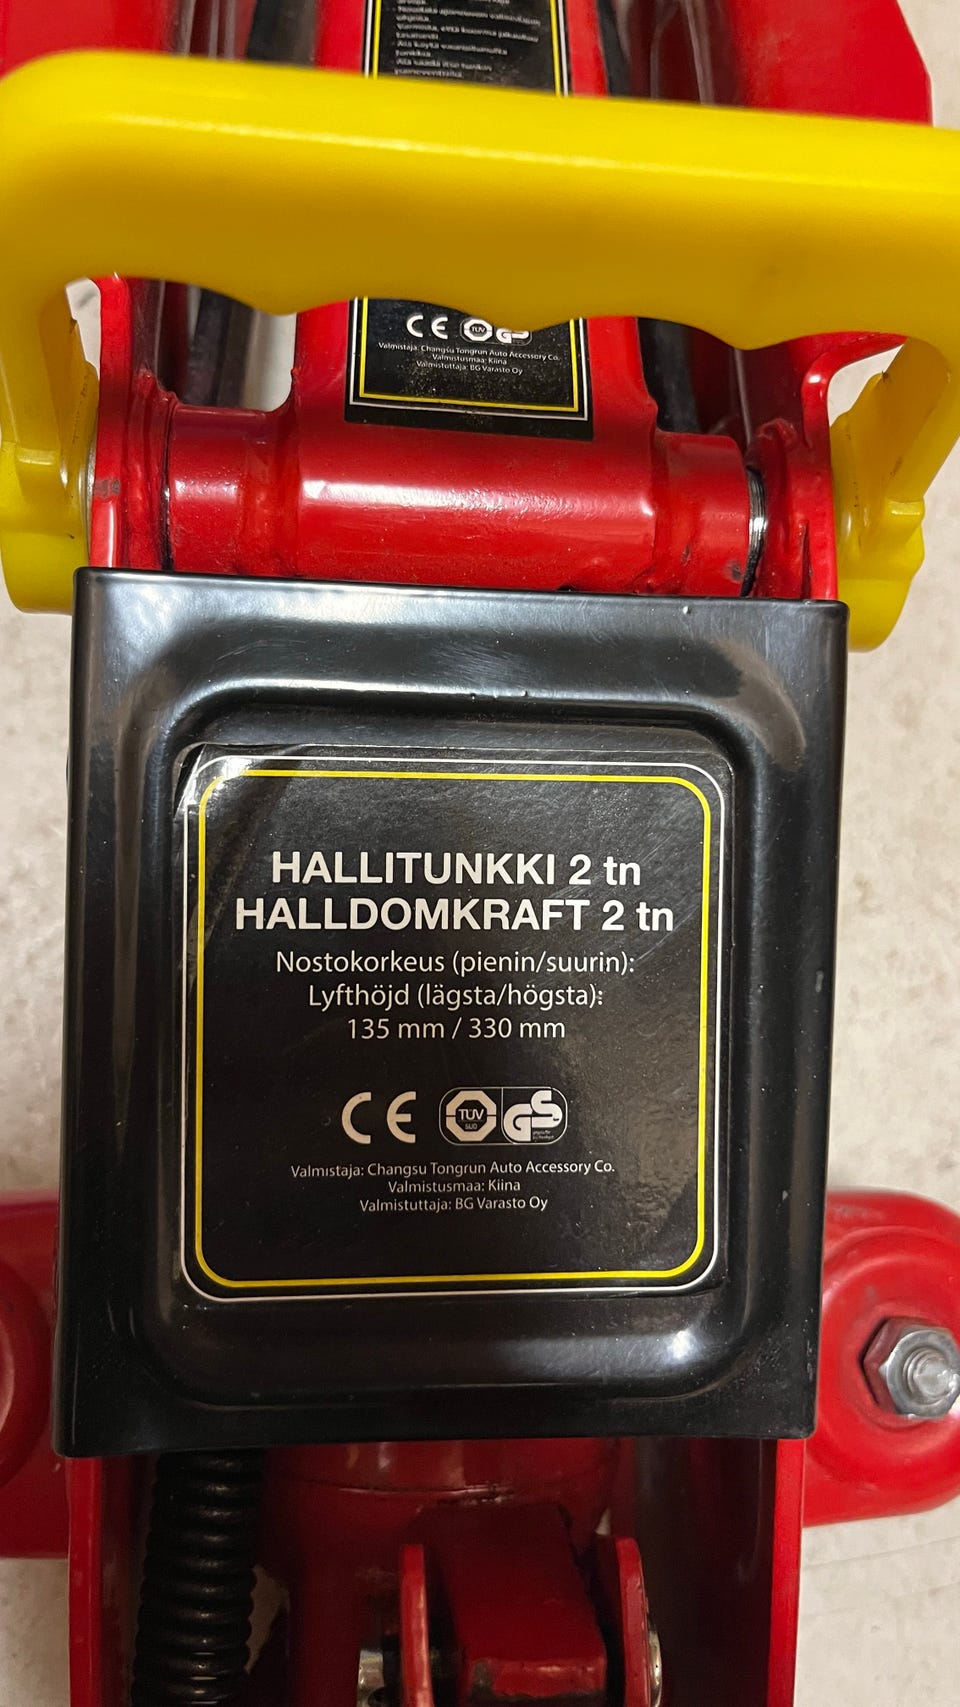 CE TÜV GS
Valmistaja: Changsu Tongrun Auto Accessory Co.
Valmistusmaa: Kiina
Valmistuttaja: BG Varasto Oy
HALLITUNKKI 2 tn
HALLDOMKRAFT 2 tn
Nostokorkeus (pienin/suurin):
Lyfthöjd (lägsta/högsta):
135 mm / 330 mm
CE TÜV SÜD GS
Valmistaja: Changsu Tongrun Auto Accessory Co.
Valmistusmaa: Kiina
Valmistuttaja: BG Varasto Oy